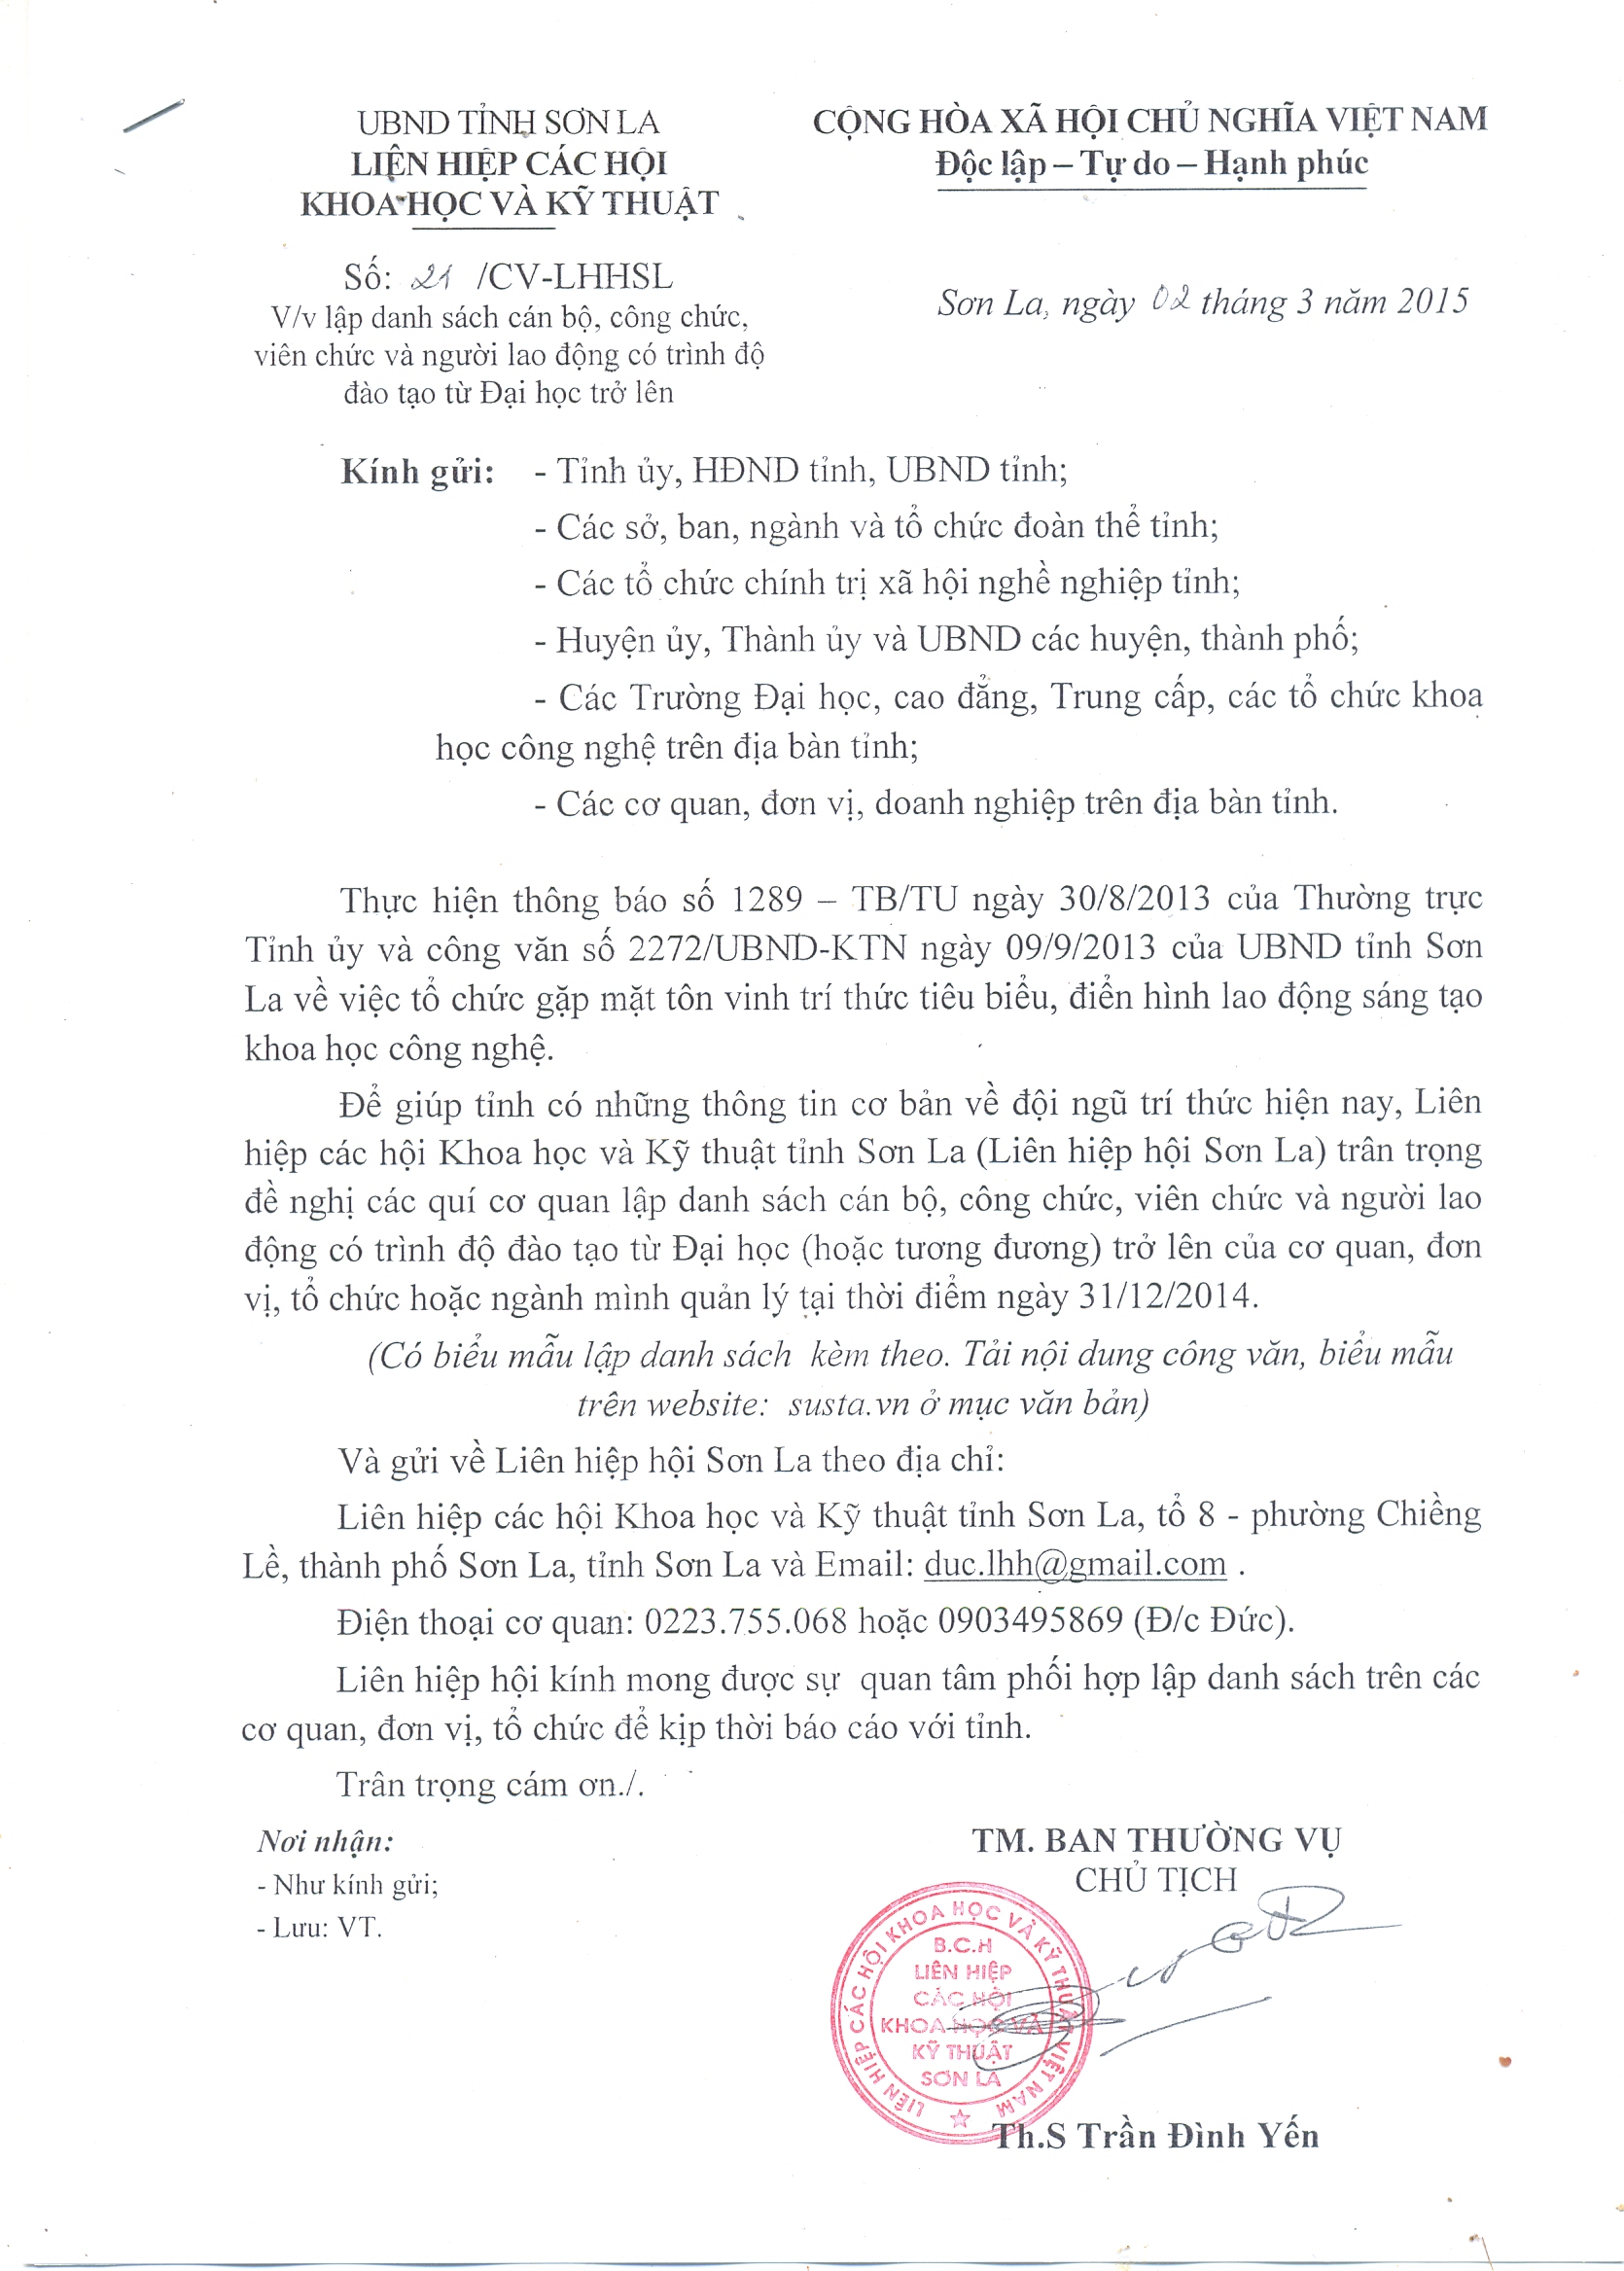 UBND TỈNH SƠN LA
LIÊN HIỆP CÁC HỘI
KHOA HỌC VÀ KỸ THUẬT
CỘNG HÒA XÃ HỘI CHỦ NGHĨA VIỆT NAM
Độc lập – Tự do – Hạnh phúc
Số: 21 /CV-LHHSL
V/v lập danh sách cán bộ, công chức,
viên chức và người lao động có trình độ
đào tạo từ Đại học trở lên
Sơn La, ngày 02 tháng 3 năm 2015
Kính gửi: - Tỉnh ủy, HĐND tỉnh, UBND tỉnh;
- Các sở, ban, ngành và tổ chức đoàn thể tỉnh;
- Các tổ chức chính trị xã hội nghề nghiệp tỉnh;
- Huyện ủy, Thành ủy và UBND các huyện, thành phố;
- Các Trường Đại học, cao đẳng, Trung cấp, các tổ chức khoa
học công nghệ trên địa bàn tỉnh;
- Các cơ quan, đơn vị, doanh nghiệp trên địa bàn tỉnh.
Thực hiện thông báo số 1289 – TB/TU ngày 30/8/2013 của Thường trực
Tỉnh ủy và công văn số 2272/UBND-KTN ngày 09/9/2013 của UBND tỉnh Sơn
La về việc tổ chức gặp mặt tôn vinh trí thức tiêu biểu, điển hình lao động sáng tạo
khoa học công nghệ.
Để giúp tỉnh có những thông tin cơ bản về đội ngũ trí thức hiện nay, Liên
hiệp các hội Khoa học và Kỹ thuật tỉnh Sơn La (Liên hiệp hội Sơn La) trân trọng
đề nghị các quí cơ quan lập danh sách cán bộ, công chức, viên chức và người lao
động có trình độ đào tạo từ Đại học (hoặc tương đương) trở lên của cơ quan, đơn
vị, tổ chức hoặc ngành mình quản lý tại thời điểm ngày 31/12/2014.
(Có biểu mẫu lập danh sách kèm theo. Tải nội dung công văn, biểu mẫu
trên website: susta.vn ở mục văn bản)
Và gửi về Liên hiệp hội Sơn La theo địa chỉ:
Liên hiệp các hội Khoa học và Kỹ thuật tỉnh Sơn La, tổ 8 - phường Chiềng
Lề, thành phố Sơn La, tỉnh Sơn La và Email: duc.lhh@gmail.com .
Điện thoại cơ quan: 0223.755.068 hoặc 0903495869 (Đ/c Đức).
Liên hiệp hội kính mong được sự quan tâm phối hợp lập danh sách trên các
cơ quan, đơn vị, tổ chức để kịp thời báo cáo với tỉnh.
Trân trọng cám ơn./.
Nơi nhận:
- Như kính gửi;
- Lưu: VT.
TM. BAN THƯỜNG VỤ
CHỦ TỊCH
LIÊN HIỆP CÁC HỘI KHOA HỌC VÀ KỸ THUẬT VIỆT NAM
B.C.H
LIÊN HIỆP
CÁC HỘI
KHOA HỌC VÀ
KỸ THUẬT
SƠN LA
Th.S Trần Đình Yến